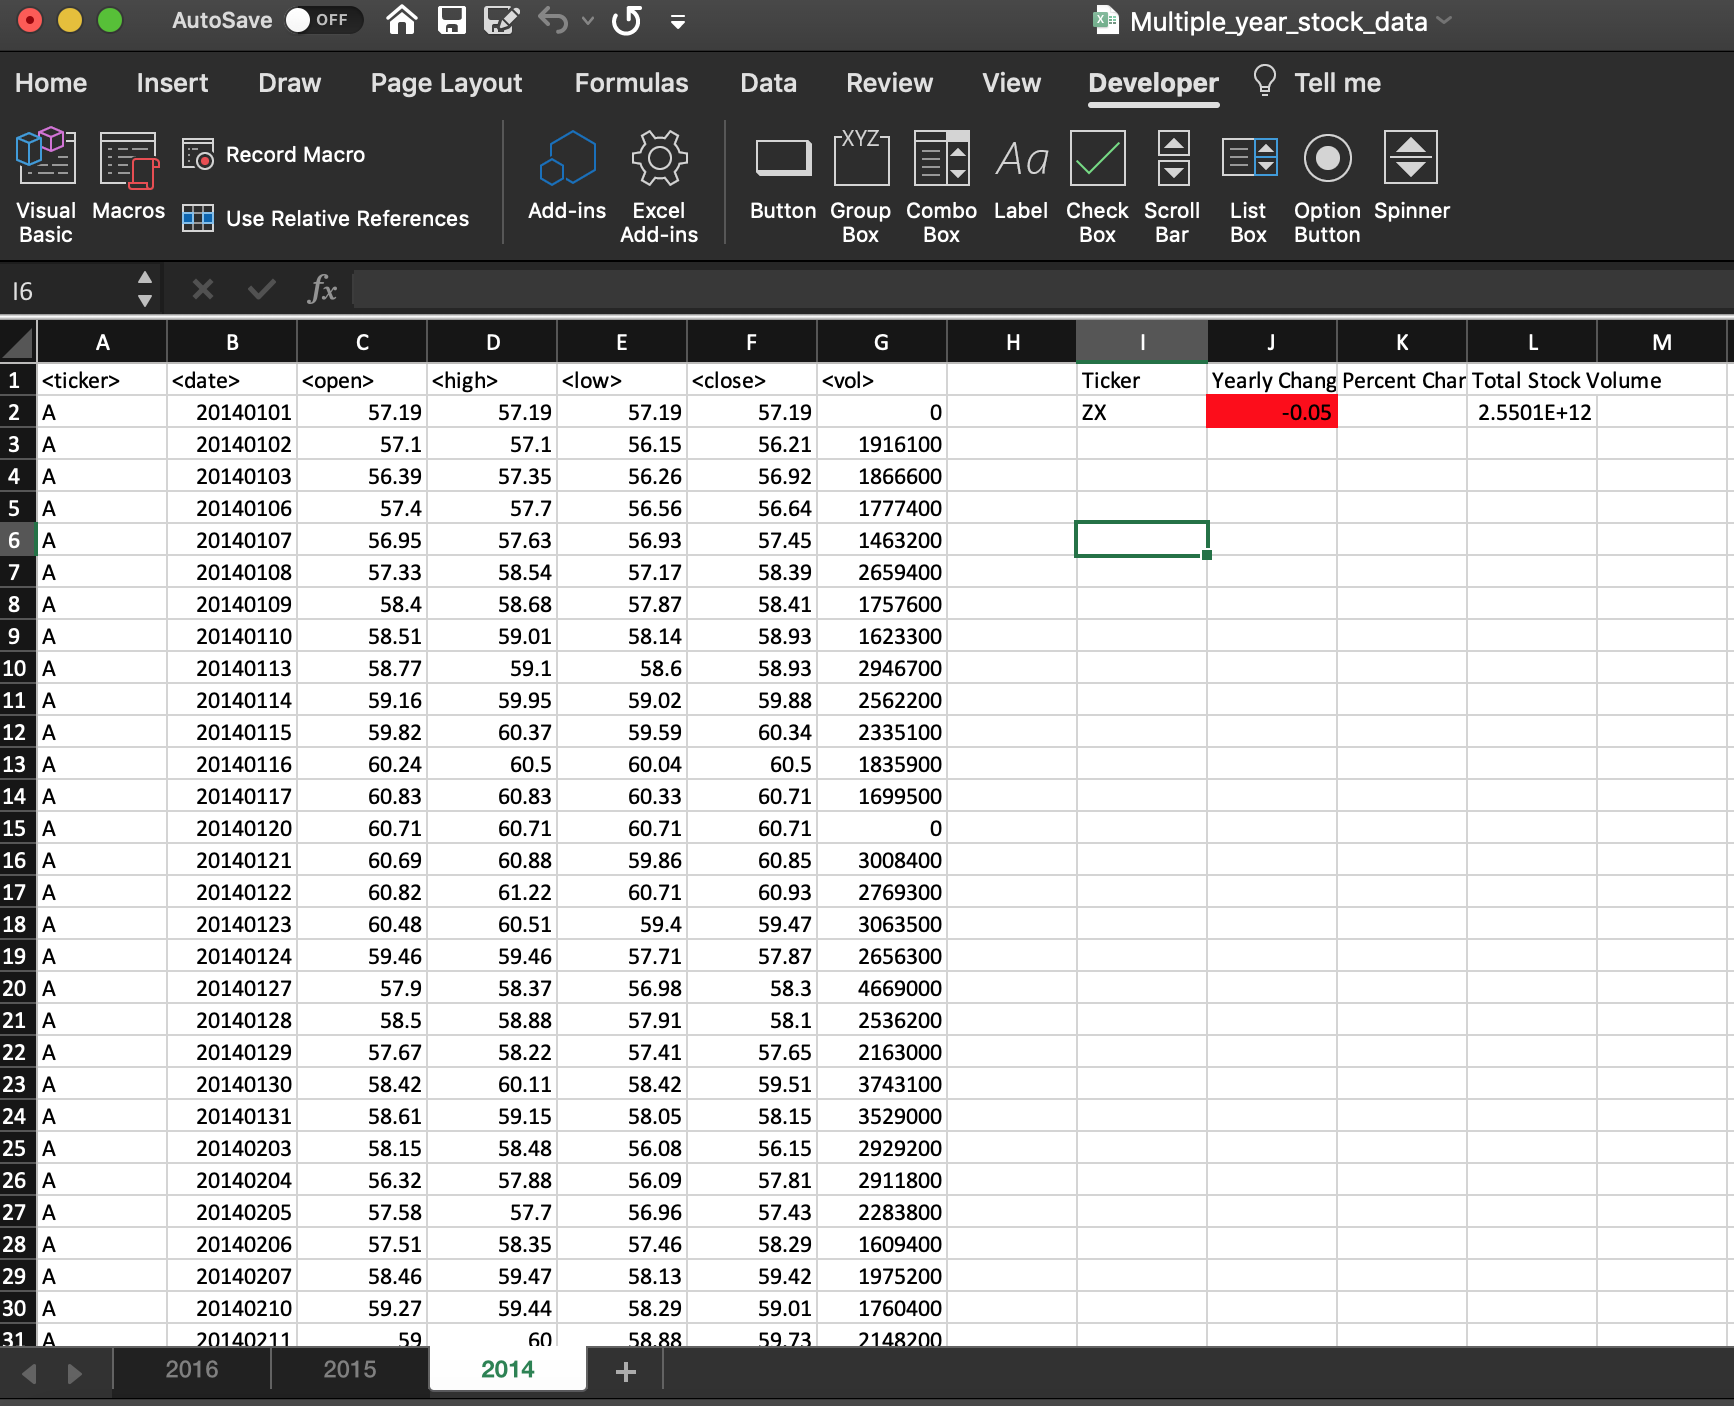 AutoSave OFF Multiple_year_stock_data
Home Insert Draw Page Layout Formulas Data Review View Developer Tell me
Visual Basic Macros Record Macro Use Relative References Add-ins Excel Add-ins Button XYZ Group Box Combo Box Aa Label Check Box Scroll Bar List Box Option Button Spinner
I6 fx
A B C D E F G H I J K L M
1 <ticker> <date> <open> <high> <low> <close> <vol> Ticker Yearly Chang Percent Char Total Stock Volume
2 A 20140101 57.19 57.19 57.19 57.19 0 ZX -0.05 2.5501E+12
3 A 20140102 57.1 57.1 56.15 56.21 1916100
4 A 20140103 56.39 57.35 56.26 56.92 1866600
5 A 20140106 57.4 57.7 56.56 56.64 1777400
6 A 20140107 56.95 57.63 56.93 57.45 1463200
7 A 20140108 57.33 58.54 57.17 58.39 2659400
8 A 20140109 58.4 58.68 57.87 58.41 1757600
9 A 20140110 58.51 59.01 58.14 58.93 1623300
10 A 20140113 58.77 59.1 58.6 58.93 2946700
11 A 20140114 59.16 59.95 59.02 59.88 2562200
12 A 20140115 59.82 60.37 59.59 60.34 2335100
13 A 20140116 60.24 60.5 60.04 60.5 1835900
14 A 20140117 60.83 60.83 60.33 60.71 1699500
15 A 20140120 60.71 60.71 60.71 60.71 0
16 A 20140121 60.69 60.88 59.86 60.85 3008400
17 A 20140122 60.82 61.22 60.71 60.93 2769300
18 A 20140123 60.48 60.51 59.4 59.47 3063500
19 A 20140124 59.46 59.46 57.71 57.87 2656300
20 A 20140127 57.9 58.37 56.98 58.3 4669000
21 A 20140128 58.5 58.88 57.91 58.1 2536200
22 A 20140129 57.67 58.22 57.41 57.65 2163000
23 A 20140130 58.42 60.11 58.42 59.51 3743100
24 A 20140131 58.61 59.15 58.05 58.15 3529000
25 A 20140203 58.15 58.48 56.08 56.15 2929200
26 A 20140204 56.32 57.88 56.09 57.81 2911800
27 A 20140205 57.58 57.7 56.96 57.43 2283800
28 A 20140206 57.51 58.35 57.46 58.29 1609400
29 A 20140207 58.46 59.47 58.13 59.42 1975200
30 A 20140210 59.27 59.44 58.29 59.01 1760400
31 A 20140211 59 60 58.88 59.73 2148200
2016 2015 2014 +